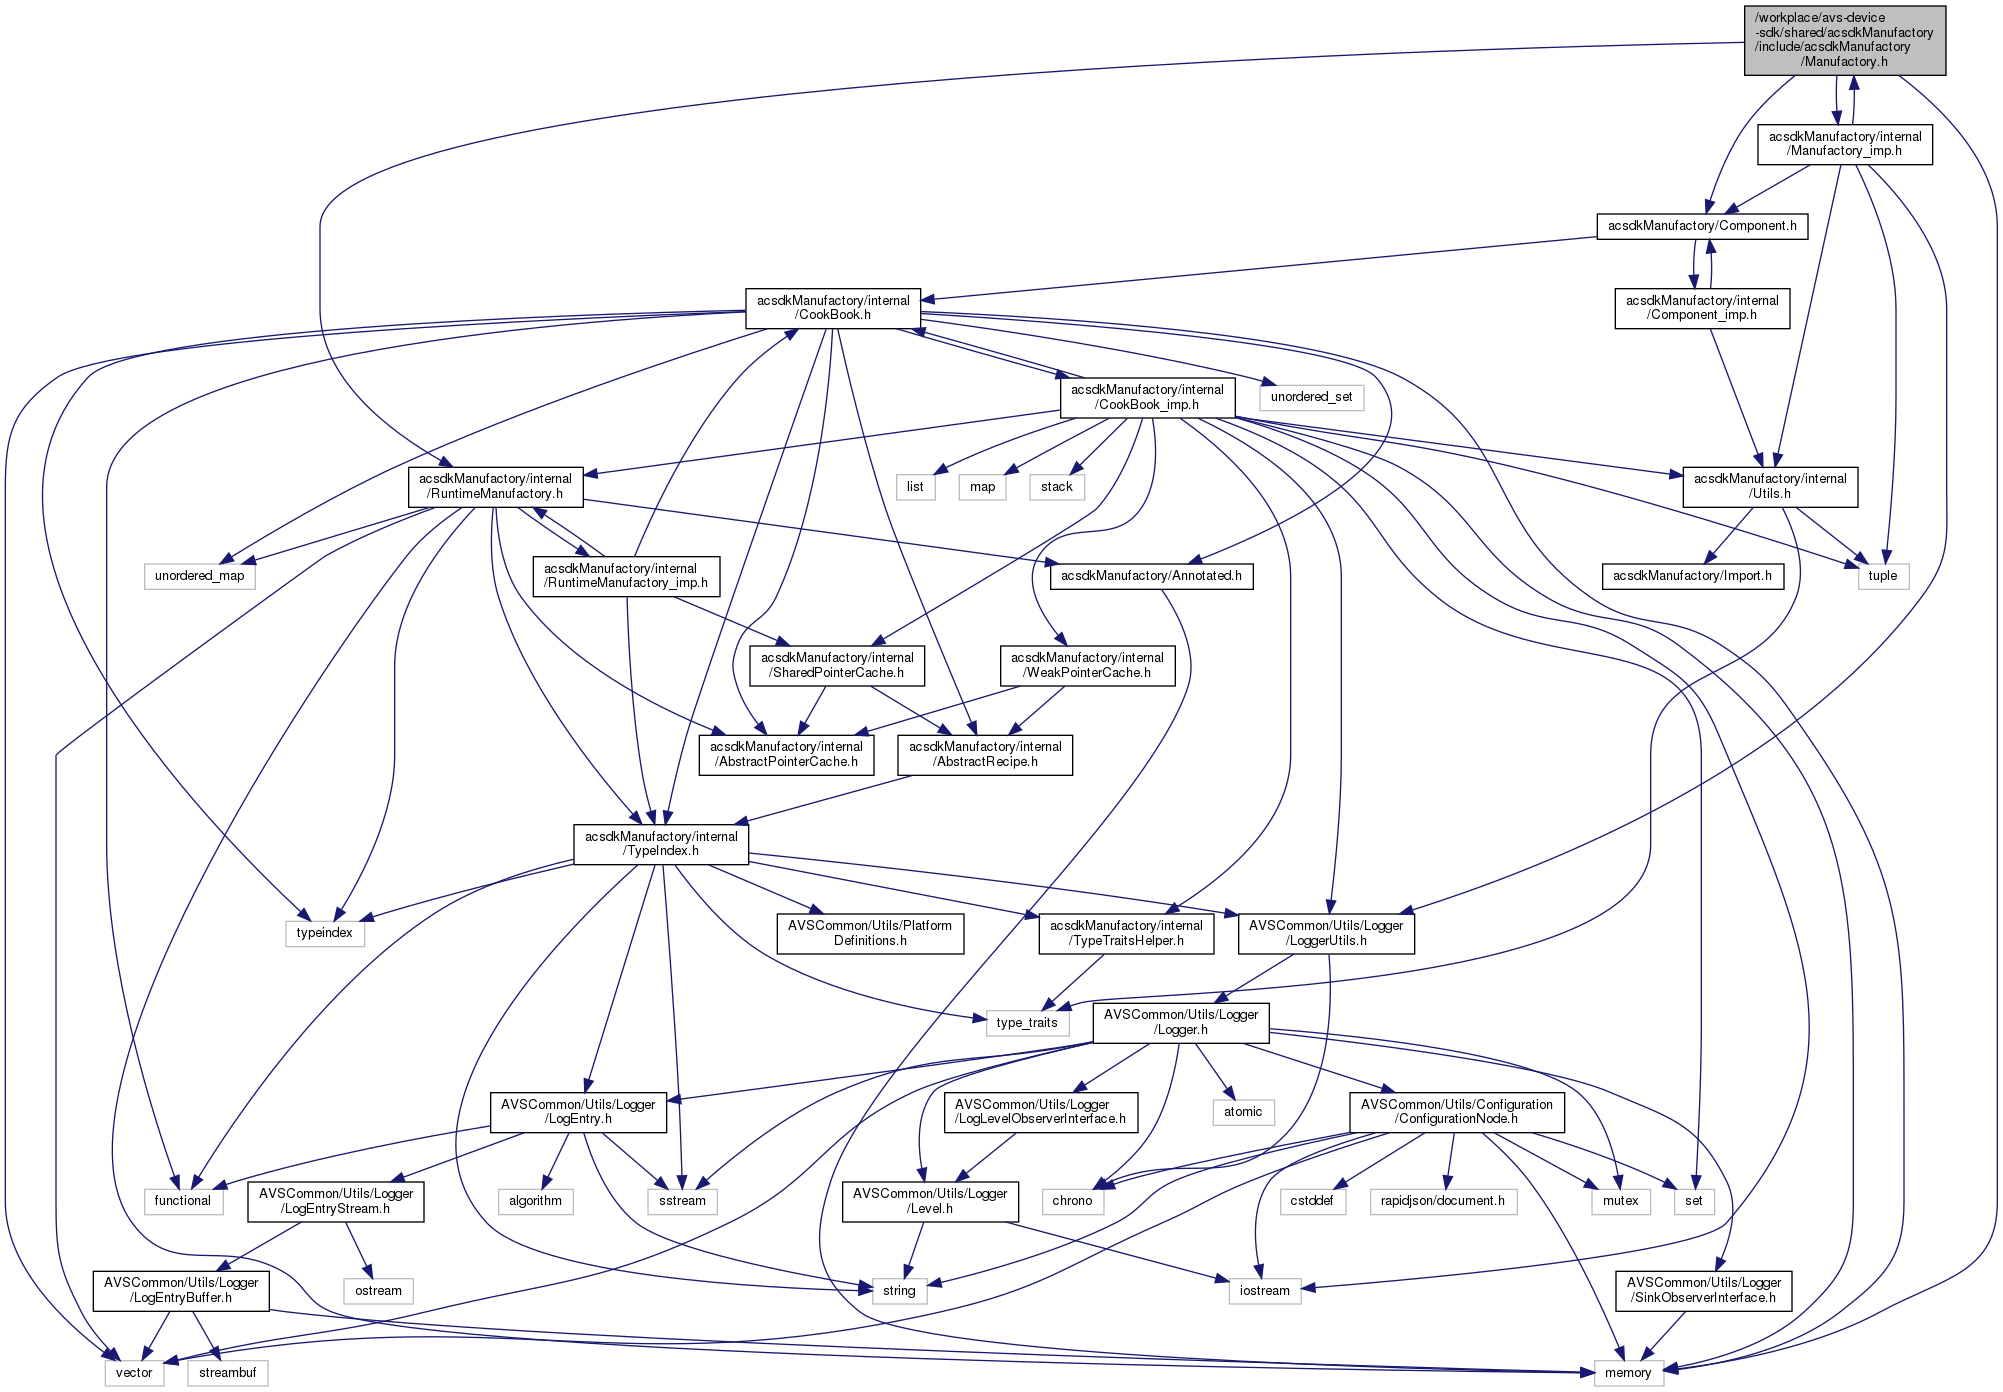 /workplace/avs-device
-sdk/shared/acsdkManufactory
/include/acsdkManufactory
/Manufactory.h
acsdkManufactory/internal
/Manufactory_imp.h
acsdkManufactory/Component.h
acsdkManufactory/internal
/CookBook.h
acsdkManufactory/internal
/Component_imp.h
acsdkManufactory/internal
/CookBook_imp.h
unordered_set
acsdkManufactory/internal
/RuntimeManufactory.h
list
map
stack
acsdkManufactory/internal
/Utils.h
unordered_map
acsdkManufactory/internal
/RuntimeManufactory_imp.h
acsdkManufactory/Annotated.h
acsdkManufactory/Import.h
tuple
acsdkManufactory/internal
/SharedPointerCache.h
acsdkManufactory/internal
/WeakPointerCache.h
acsdkManufactory/internal
/AbstractPointerCache.h
acsdkManufactory/internal
/AbstractRecipe.h
acsdkManufactory/internal
/TypeIndex.h
typeindex
AVSCommon/Utils/Platform
Definitions.h
acsdkManufactory/internal
/TypeTraitsHelper.h
AVSCommon/Utils/Logger
/LoggerUtils.h
type_traits
AVSCommon/Utils/Logger
/Logger.h
AVSCommon/Utils/Logger
/LogEntry.h
AVSCommon/Utils/Logger
/LogLevelObserverInterface.h
atomic
AVSCommon/Utils/Configuration
/ConfigurationNode.h
functional
AVSCommon/Utils/Logger
/LogEntryStream.h
algorithm
sstream
AVSCommon/Utils/Logger
/Level.h
chrono
cstddef
rapidjson/document.h
mutex
set
AVSCommon/Utils/Logger
/LogEntryBuffer.h
ostream
string
iostream
AVSCommon/Utils/Logger
/SinkObserverInterface.h
vector
streambuf
memory